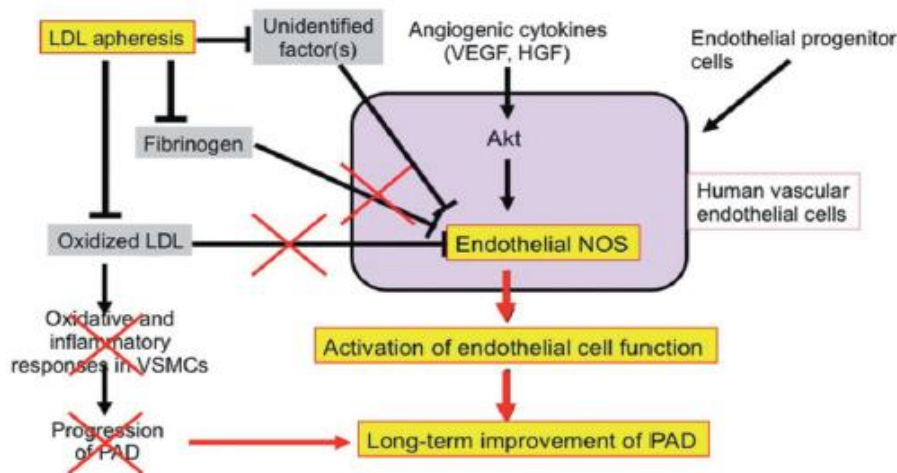 LDL apheresis
Unidentified
factor(s)
Angiogenic cytokines
(VEGF, HGF)
Endothelial progenitor
cells
Fibrinogen
Akt
Human vascular
endothelial cells
Oxidized LDL
Endothelial NOS
Oxidative and
inflammatory
responses in VSMCs
Activation of endothelial cell function
Progression
of PAD
Long-term improvement of PAD